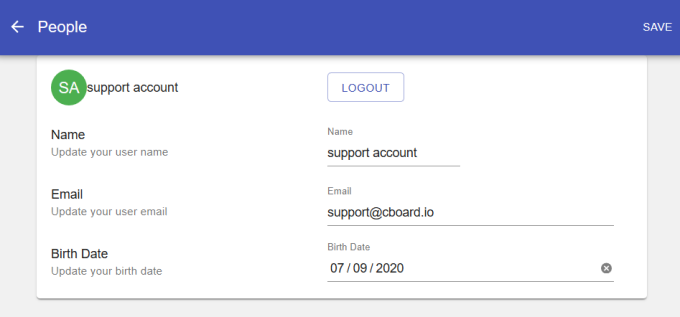 People
SAVE
SA support account
LOGOUT
Name
Update your user name
Name
support account
Email
Update your user email
Email
support@cboard.io
Birth Date
Update your birth date
Birth Date
07 / 09 / 2020